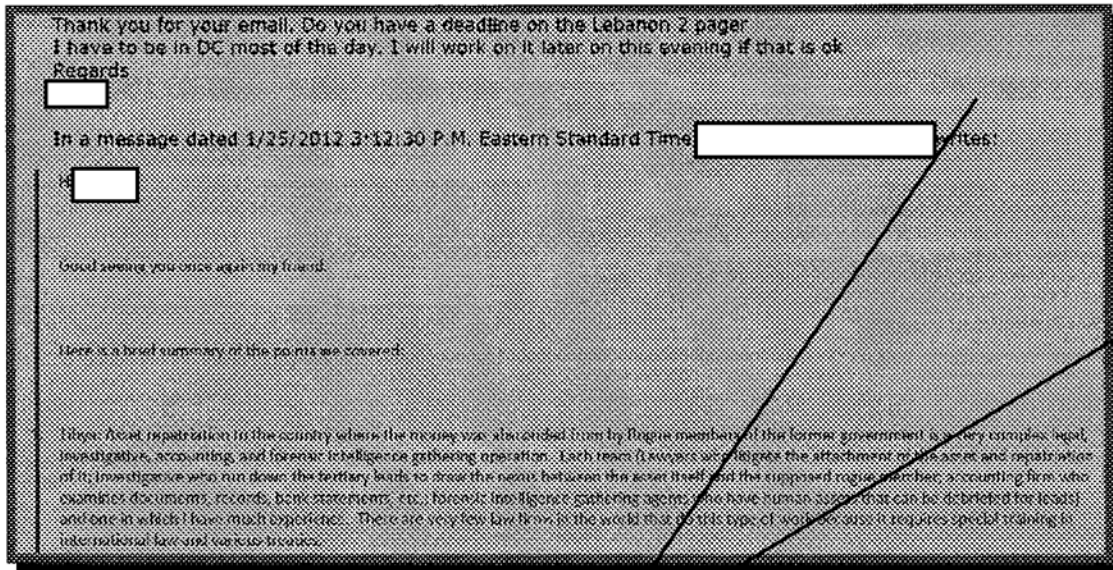 Thank you for your email. Do you have a deadline on the Lebanon 2 pager
I have to be in DC most of the day. I will work on it later on this evening if that is ok
Regards
In a message dated 1/25/2012 3:12:30 P.M. Eastern Standard Time, writes:
H
Good seeing you once again my friend.
Here is a brief summary of the points we covered:
Libya: Asset repatriation to the country where the money was absconded from by Rogue members of the former government is a very complex legal,
investigative, accounting, and forensic intelligence gathering operation. Each team (Lawyers who litigate the attachment of the asset and repatriation
of it; investigative who run down the tertiary leads to draw the nexus between the asset itself and the supposed rogue member; accounting firm who
examines documents, records, bank statements, etc.; forensic intelligence gathering agents who have human assets that can be debriefed for leads)
and one in which I have much experience. There are very few law firms in the world that do this type of work because it requires special training in
international law and various treaties.